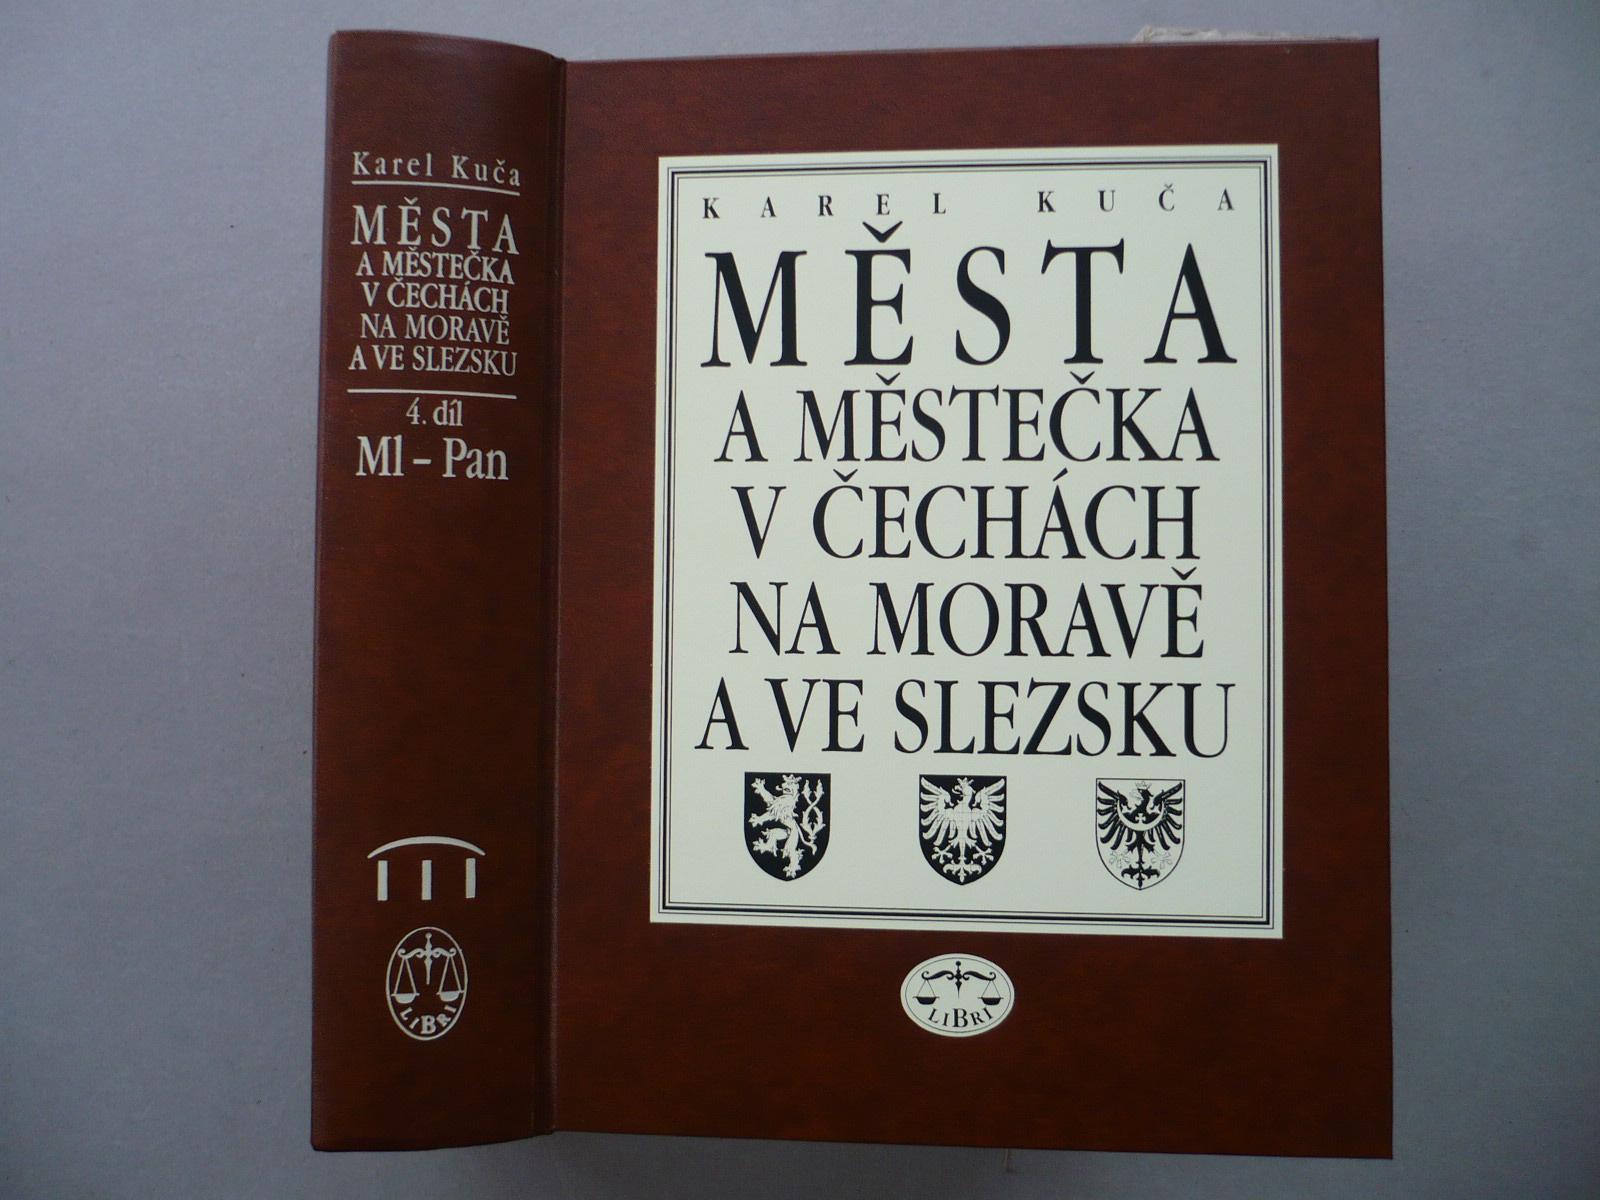 Karel Kuča
MĚSTA
A MĚSTEČKA
V ČECHÁCH
NA MORAVĚ
A VE SLEZSKU
4. díl
Ml – Pan
LIBRI
KAREL KUČA
MĚSTA
A MĚSTEČKA
V ČECHÁCH
NA MORAVĚ
A VE SLEZSKU
LIBRI